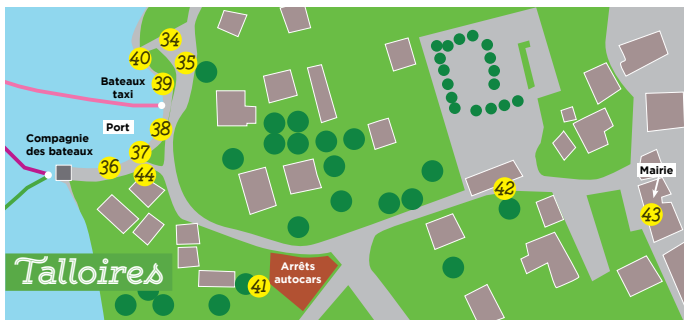 34
40
35
Bateaux
taxi
39
Port
38
Compagnie
des bateaux
37
36
44
42
Mairie
43
Talloires
Arrêts
autocars
41